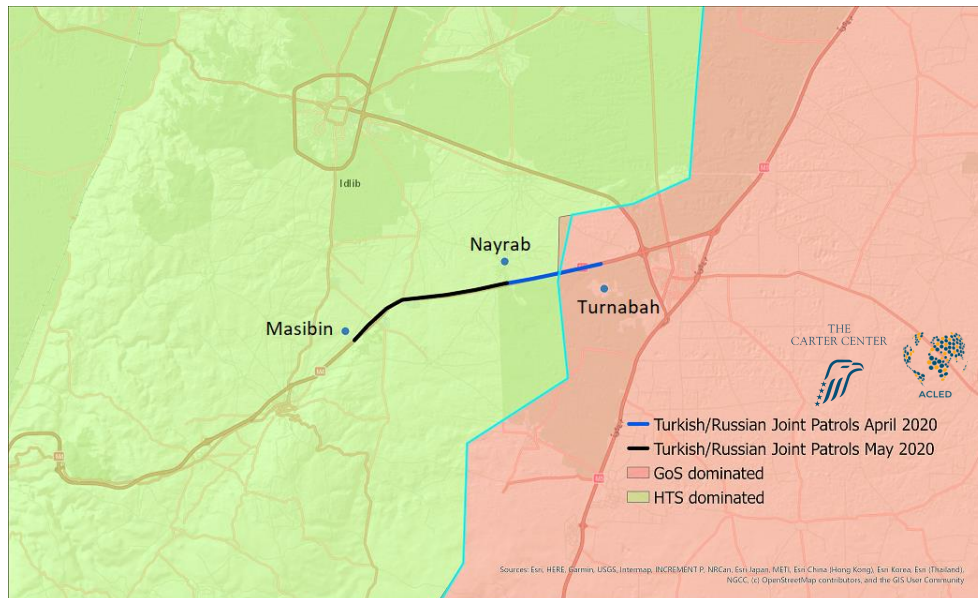 Idlib
Nayrab
Turnabah
Masibin
THE
CARTER CENTER
ACLED
Turkish/Russian Joint Patrols April 2020
Turkish/Russian Joint Patrols May 2020
GoS dominated
HTS dominated
Sources: Esri, HERE, Garmin, USGS, Intermap, INCREMENT P, NRCan, Esri Japan, METI, Esri China (Hong Kong), Esri Korea, Esri (Thailand),
NGCC, (c) OpenStreetMap contributors, and the GIS User Community